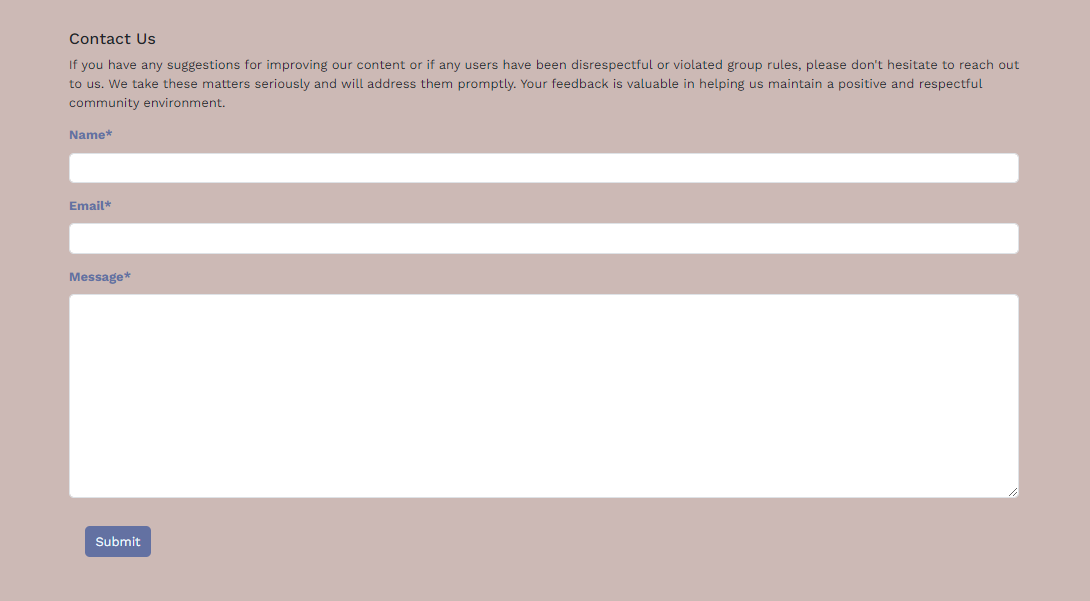 Contact Us
If you have any suggestions for improving our content or if any users have been disrespectful or violated group rules, please don't hesitate to reach out
to us. We take these matters seriously and will address them promptly. Your feedback is valuable in helping us maintain a positive and respectful
community environment.
Name*
Email*
Message*
Submit